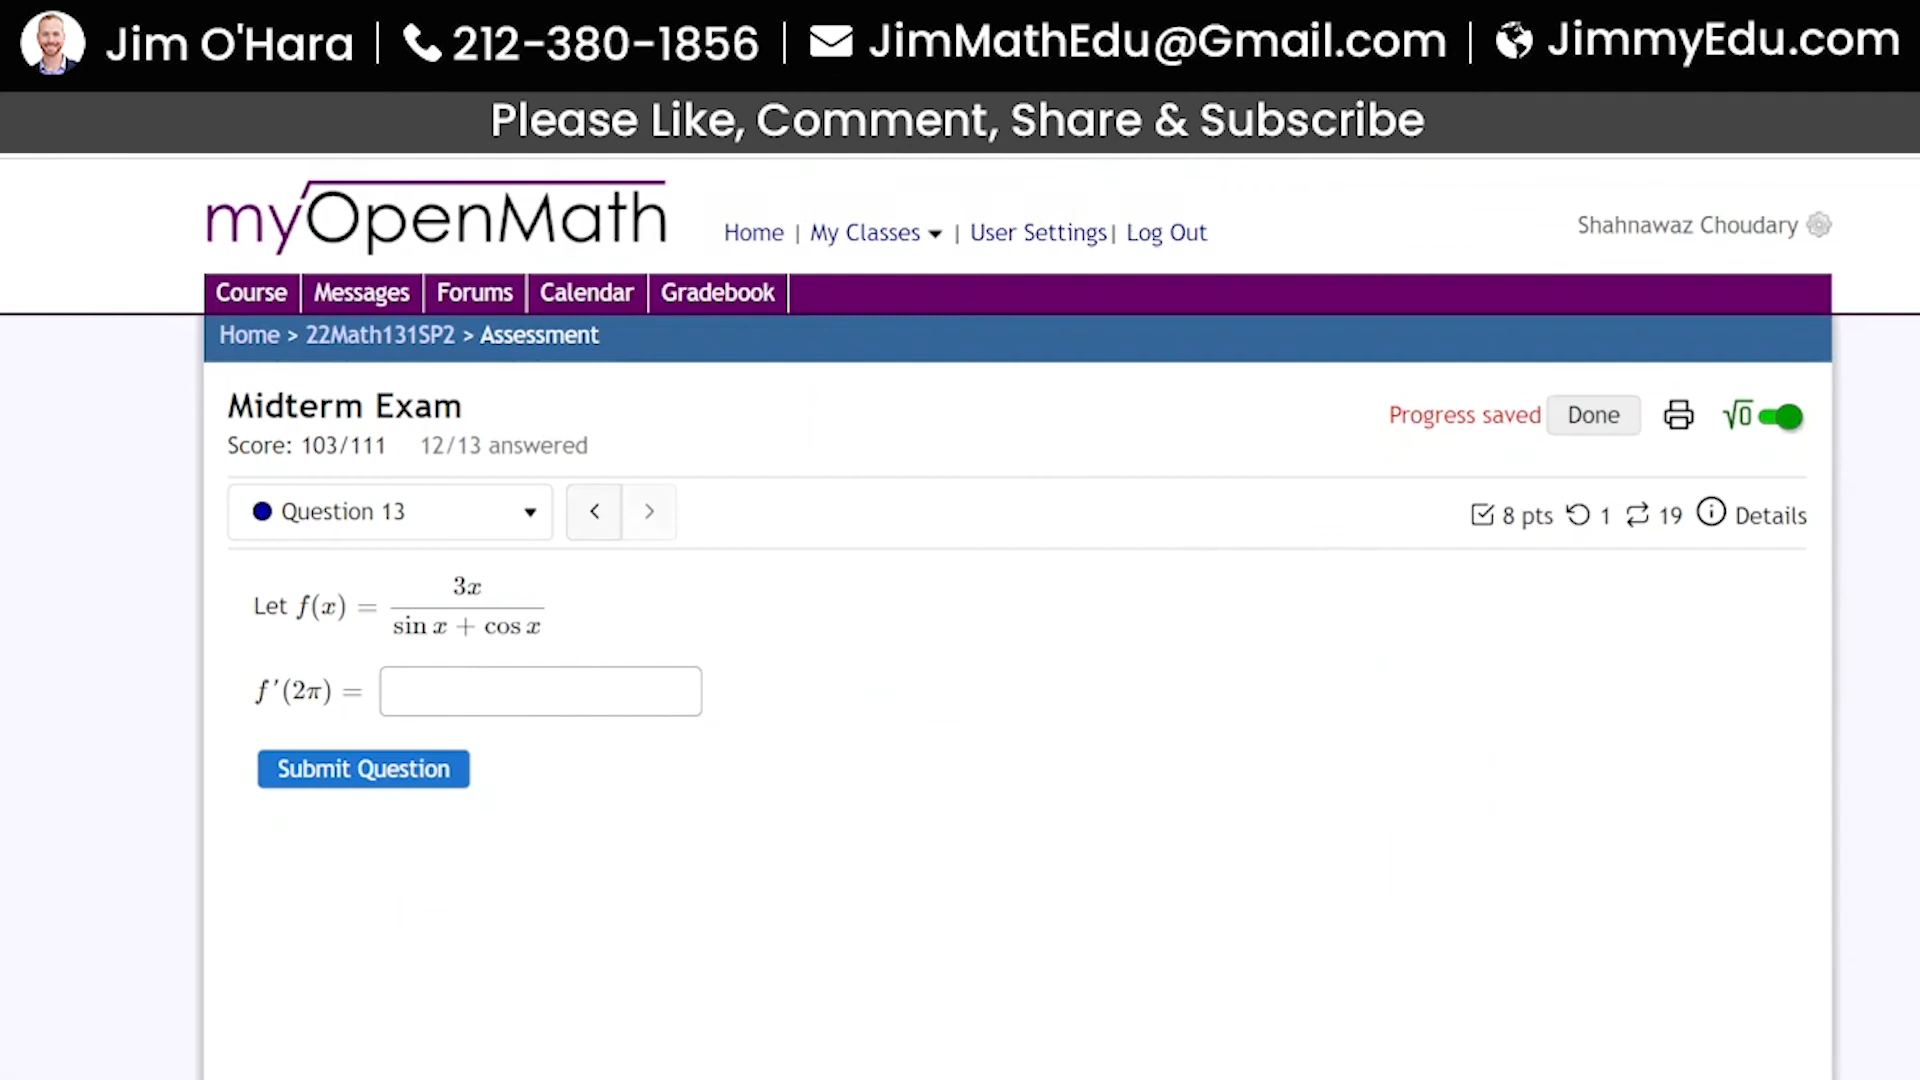 Jim O'Hara | 212-380-1856 | JimMathEdu@Gmail.com | JimmyEdu.com
Please Like, Comment, Share & Subscribe
myOpenMath
Home | My Classes | User Settings | Log Out
Shahnawaz Choudary
Course Messages Forums Calendar Gradebook
Home > 22Math131SP2 > Assessment
Midterm Exam
Progress saved Done √0
Score: 103/111 12/13 answered
Question 13 < > 8 pts 1 19 Details
Let f(x) = 3x / (sin x + cos x)
f'(2π) =
Submit Question